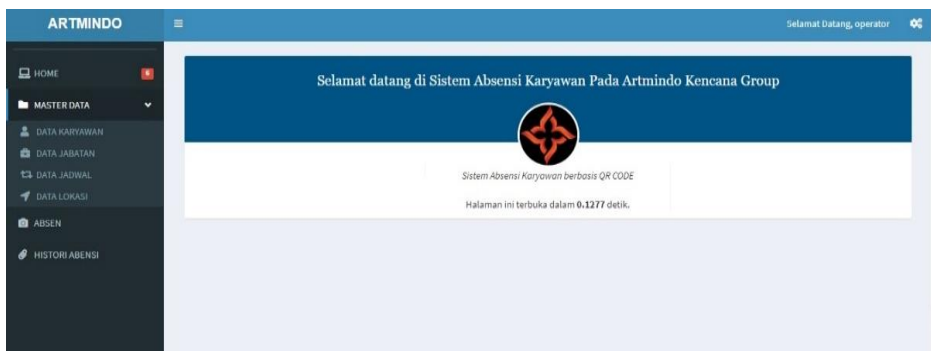 ARTMINDO
Selamat Datang, operator
HOME
6
MASTER DATA
DATA KARYAWAN
DATA JABATAN
DATA JADWAL
DATA LOKASI
ABSEN
HISTORI ABENSI
Selamat datang di Sistem Absensi Karyawan Pada Artmindo Kencana Group
Sistem Absensi Karyawan berbasis QR CODE
Halaman ini terbuka dalam 0.1277 detik.